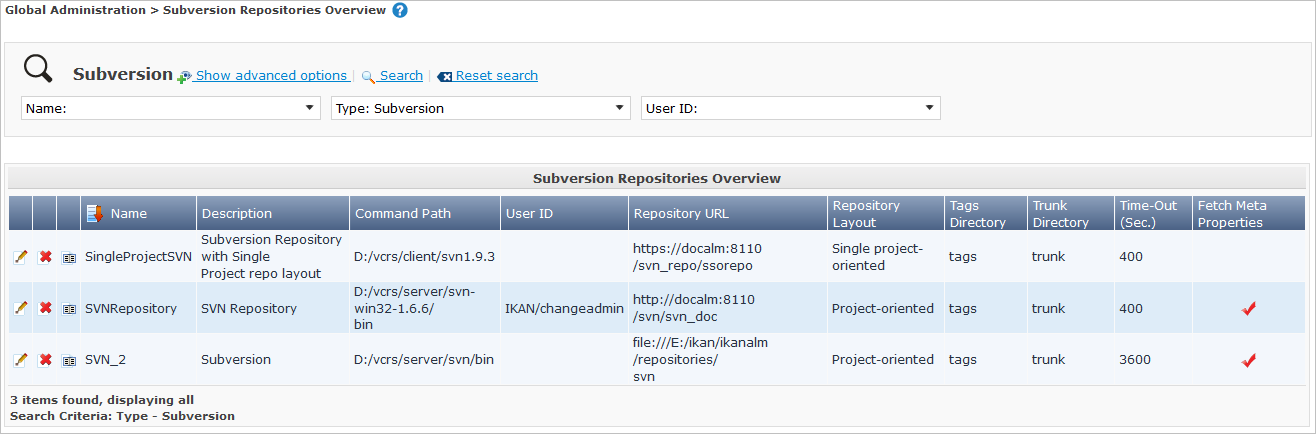 Global Administration > Subversion Repositories Overview ?
Subversion Show advanced options | Search | Reset search
Name: Type: Subversion User ID:
Subversion Repositories Overview
Name Description Command Path User ID Repository URL Repository Layout Tags Directory Trunk Directory Time-Out (Sec.) Fetch Meta Properties
SingleProjectSVN Subversion Repository with Single Project repo layout D:/vcrs/client/svn1.9.3 https://docalm:8110/svn_repo/ssorepo Single project-oriented tags trunk 400
SVNRepository SVN Repository D:/vcrs/server/svn-win32-1.6.6/bin IKAN/changeadmin http://docalm:8110/svn/svn_doc Project-oriented tags trunk 400
SVN_2 Subversion D:/vcrs/server/svn/bin file:///E:/ikan/ikanalm/repositories/svn Project-oriented tags trunk 3600
3 items found, displaying all
Search Criteria: Type - Subversion